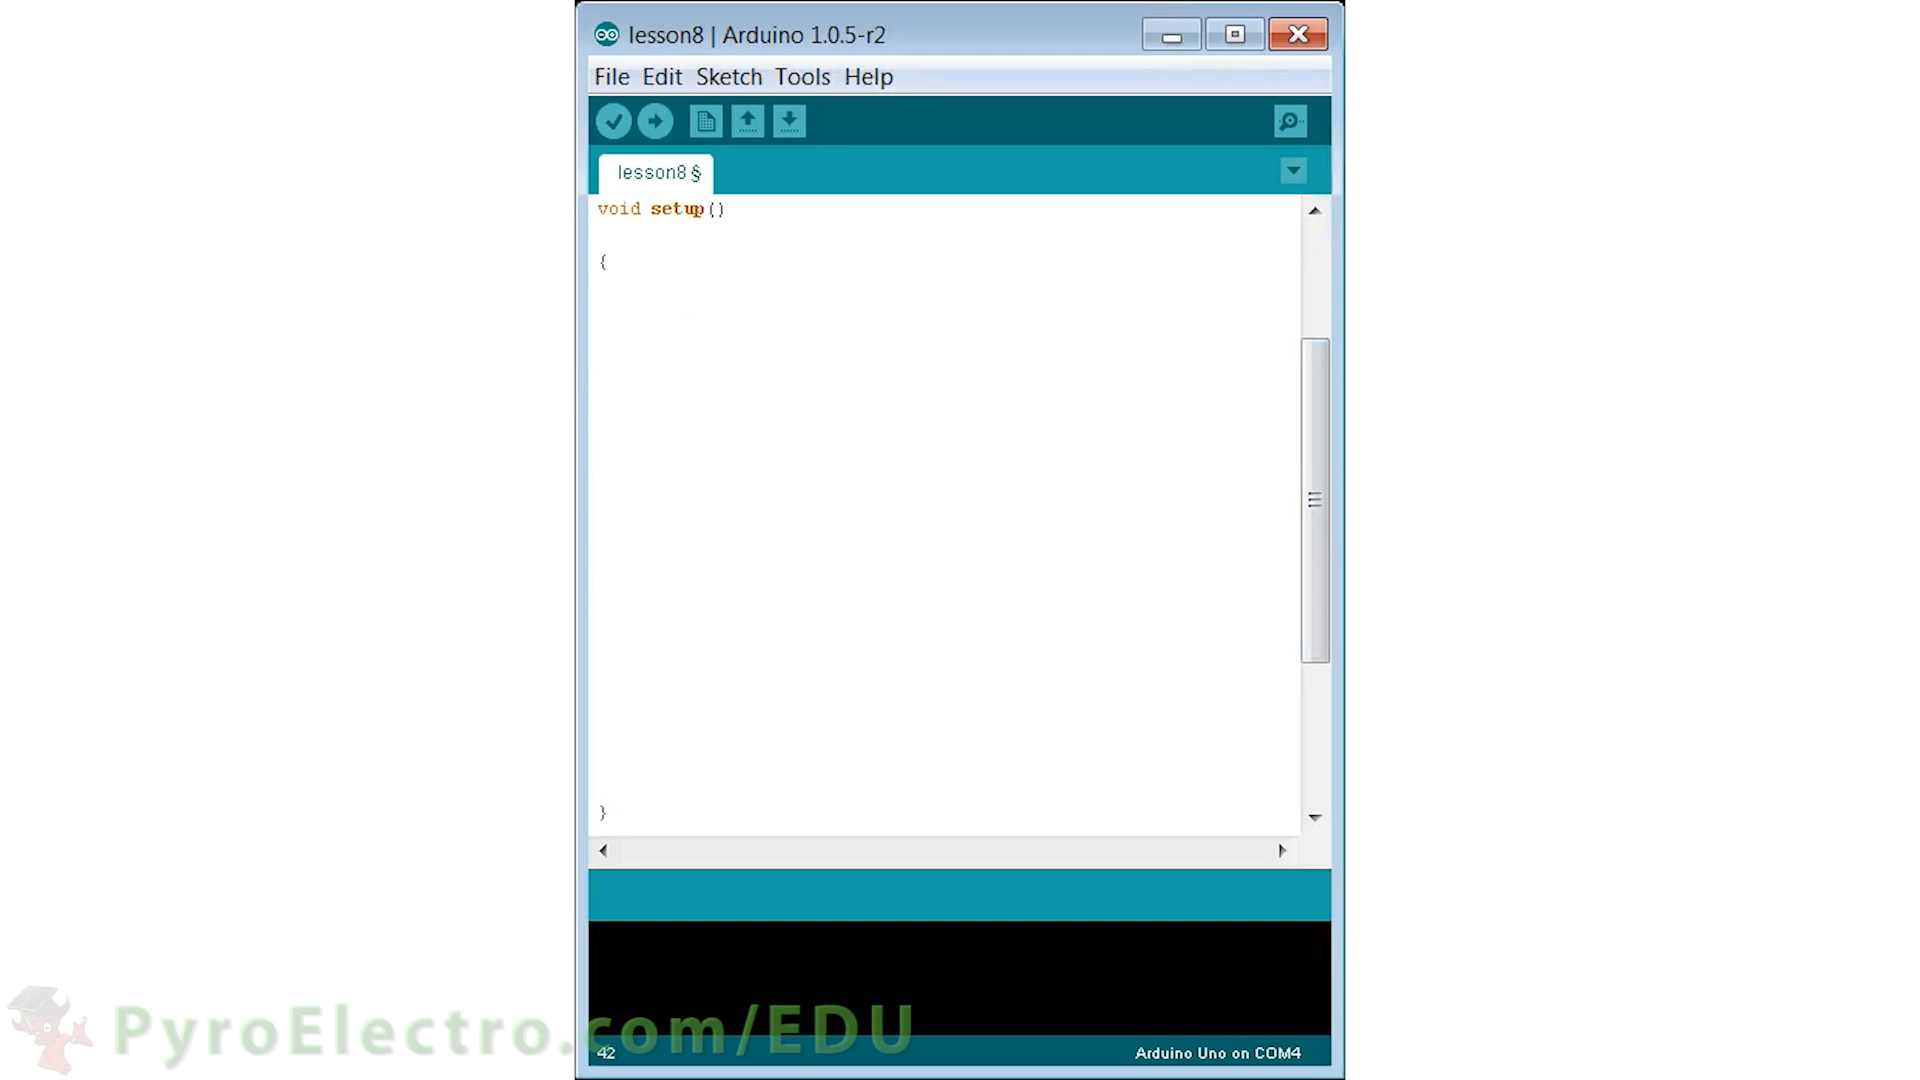 lesson8 | Arduino 1.0.5-r2
File Edit Sketch Tools Help
lesson8 §
void setup()
{
}
PyroElectro.com/EDU
42
Arduino Uno on COM4